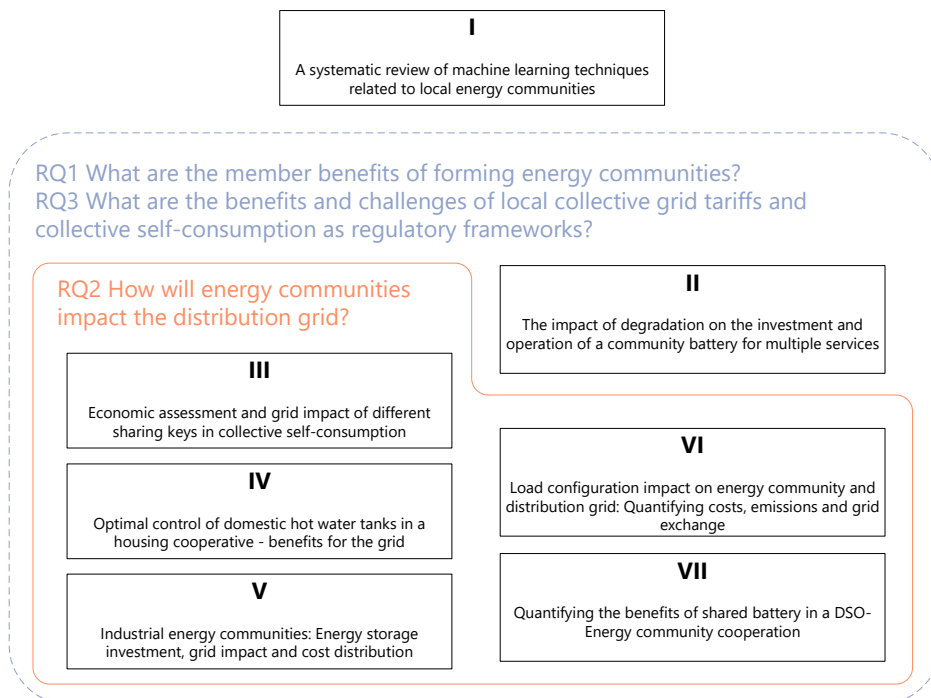 I
A systematic review of machine learning techniques
related to local energy communities
RQ1 What are the member benefits of forming energy communities?
RQ3 What are the benefits and challenges of local collective grid tariffs and
collective self-consumption as regulatory frameworks?
RQ2 How will energy communities
impact the distribution grid?
II
The impact of degradation on the investment and
operation of a community battery for multiple services
III
Economic assessment and grid impact of different
sharing keys in collective self-consumption
IV
Optimal control of domestic hot water tanks in a
housing cooperative - benefits for the grid
V
Industrial energy communities: Energy storage
investment, grid impact and cost distribution
VI
Load configuration impact on energy community and
distribution grid: Quantifying costs, emissions and grid
exchange
VII
Quantifying the benefits of shared battery in a DSO-
Energy community cooperation